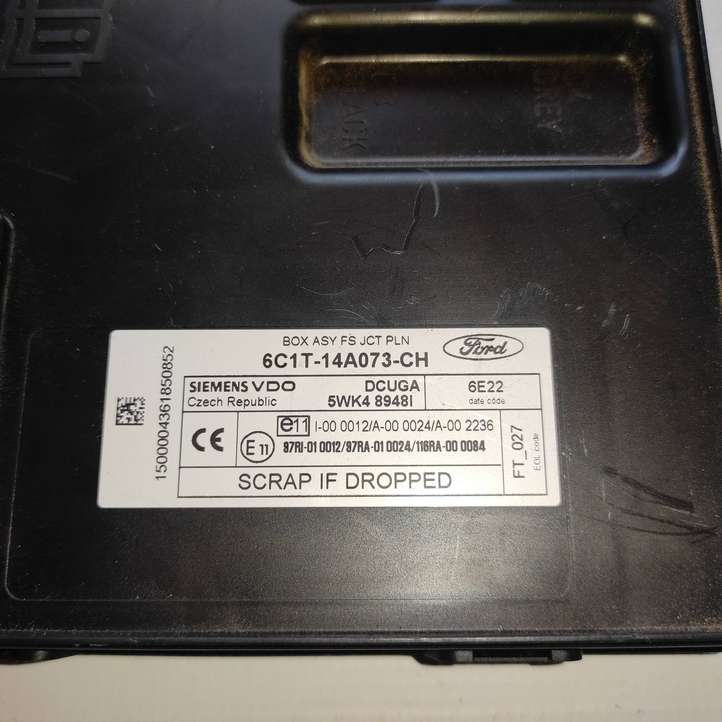 BLACK
GREY
BOX ASY FS JCT PLN
6C1T-14A073-CH
Ford
SIEMENS VDO
Czech Republic
DCUGA
5WK4 8948I
6E22
date code
1500004361850852
CE
E11
e11 I-00 0012/A-00 0024/A-00 2236
97RI-01 0012/97RA-01 0024/116RA-00 0084
FT_027
EOL code
SCRAP IF DROPPED